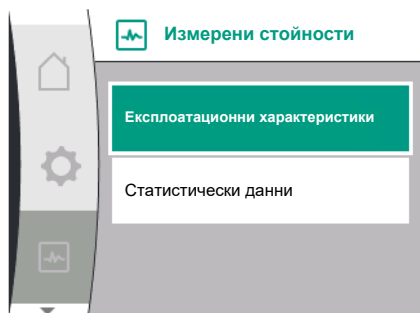 Измерени стойности
Експлоатационни характеристики
Статистически данни